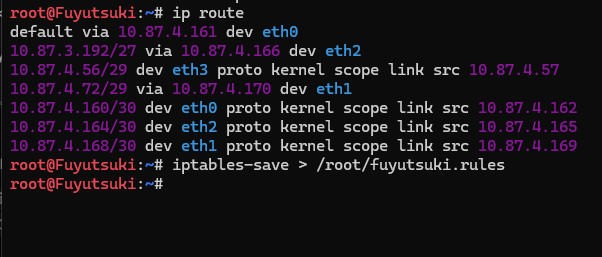 root@Fuyutsuki:~# ip route
default via 10.87.4.161 dev eth0
10.87.3.192/27 via 10.87.4.166 dev eth2
10.87.4.56/29 dev eth3 proto kernel scope link src 10.87.4.57
10.87.4.72/29 via 10.87.4.170 dev eth1
10.87.4.160/30 dev eth0 proto kernel scope link src 10.87.4.162
10.87.4.164/30 dev eth2 proto kernel scope link src 10.87.4.165
10.87.4.168/30 dev eth1 proto kernel scope link src 10.87.4.169
root@Fuyutsuki:~# iptables-save > /root/fuyutsuki.rules
root@Fuyutsuki:~#